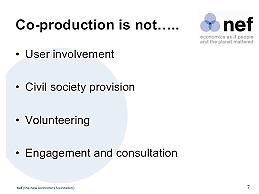 Co-production is not…..
nef
economics as if people
and the planet mattered
• User involvement
• Civil society provision
• Volunteering
• Engagement and consultation
nef (the new economics foundation)
7